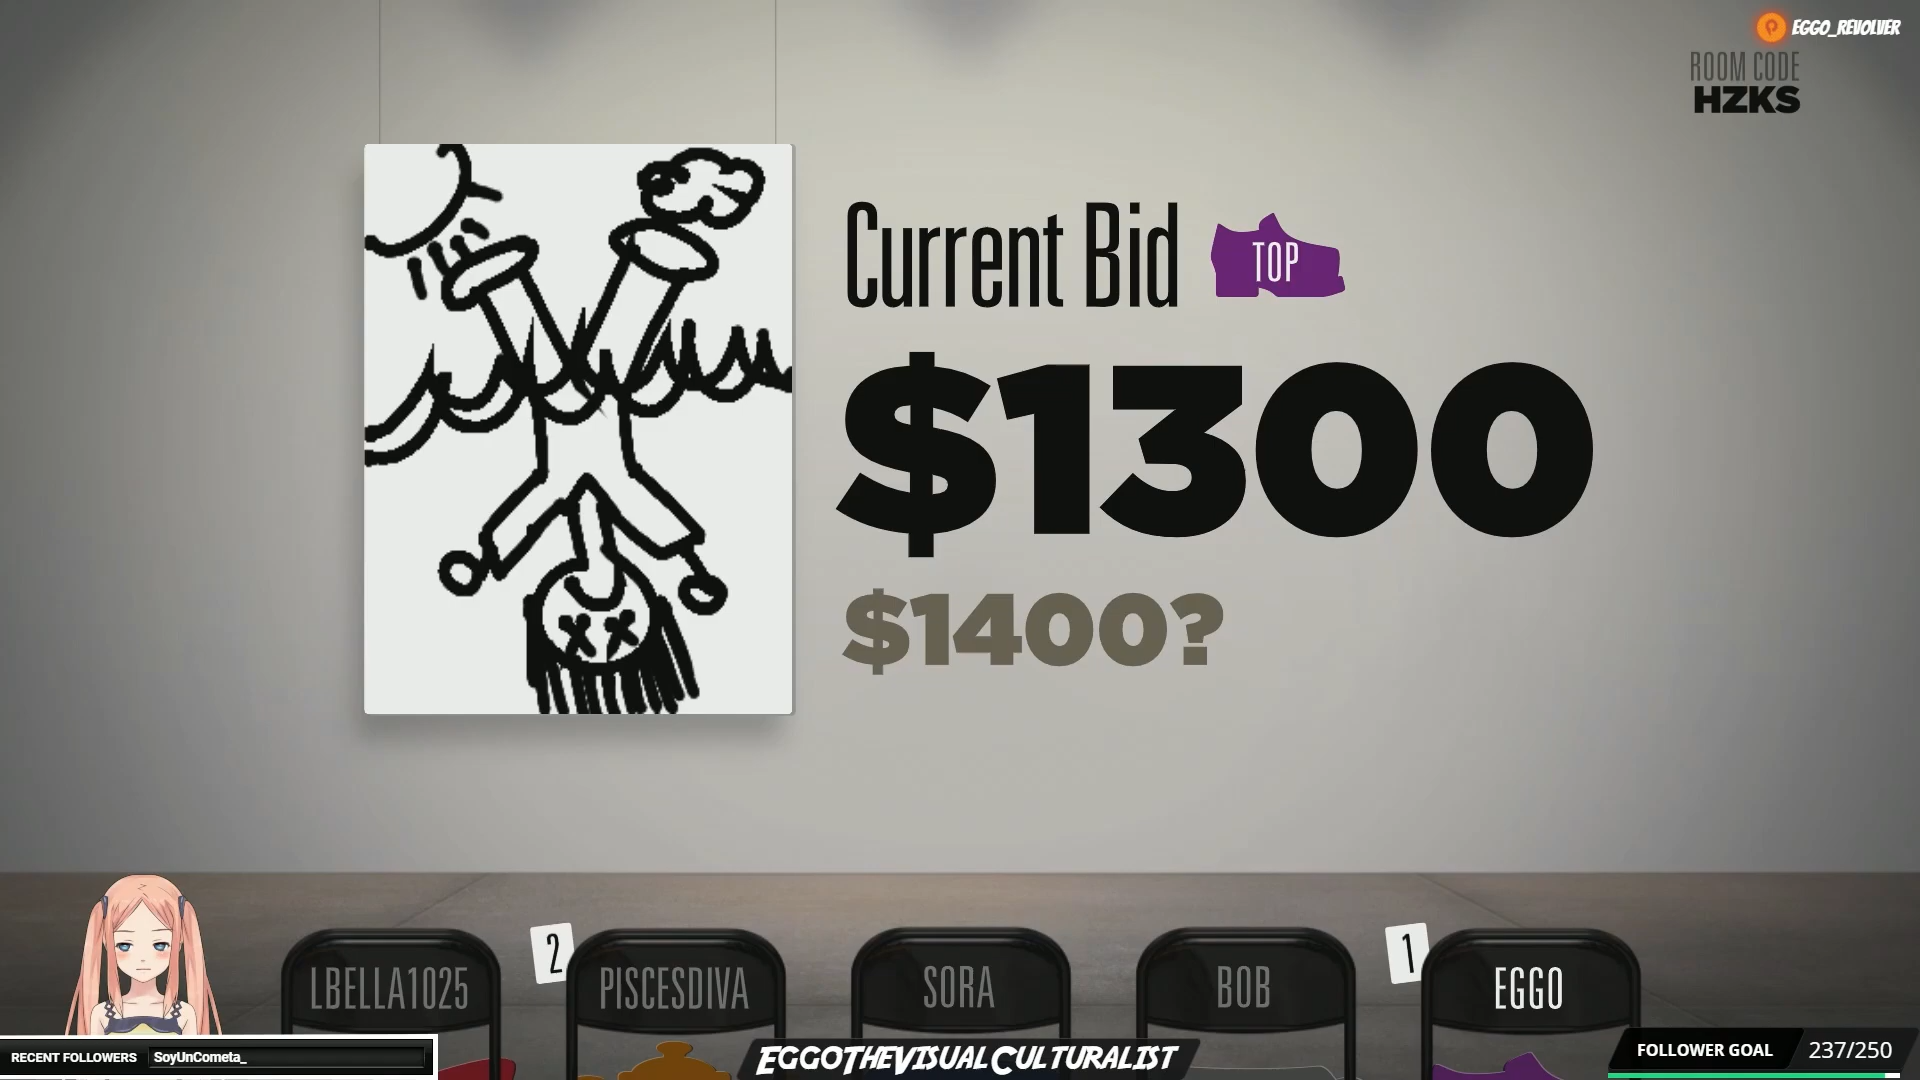 EGGO_REVOLVER
ROOM CODE
HZKS
Current Bid
TOP
$1300
$1400?
LBELLA1025
2
PISCESDIVA
SORA
BOB
1
EGGO
RECENT FOLLOWERS
SoyUnCometa_
EGGOTHEVISUALCULTURALIST
FOLLOWER GOAL
237/250